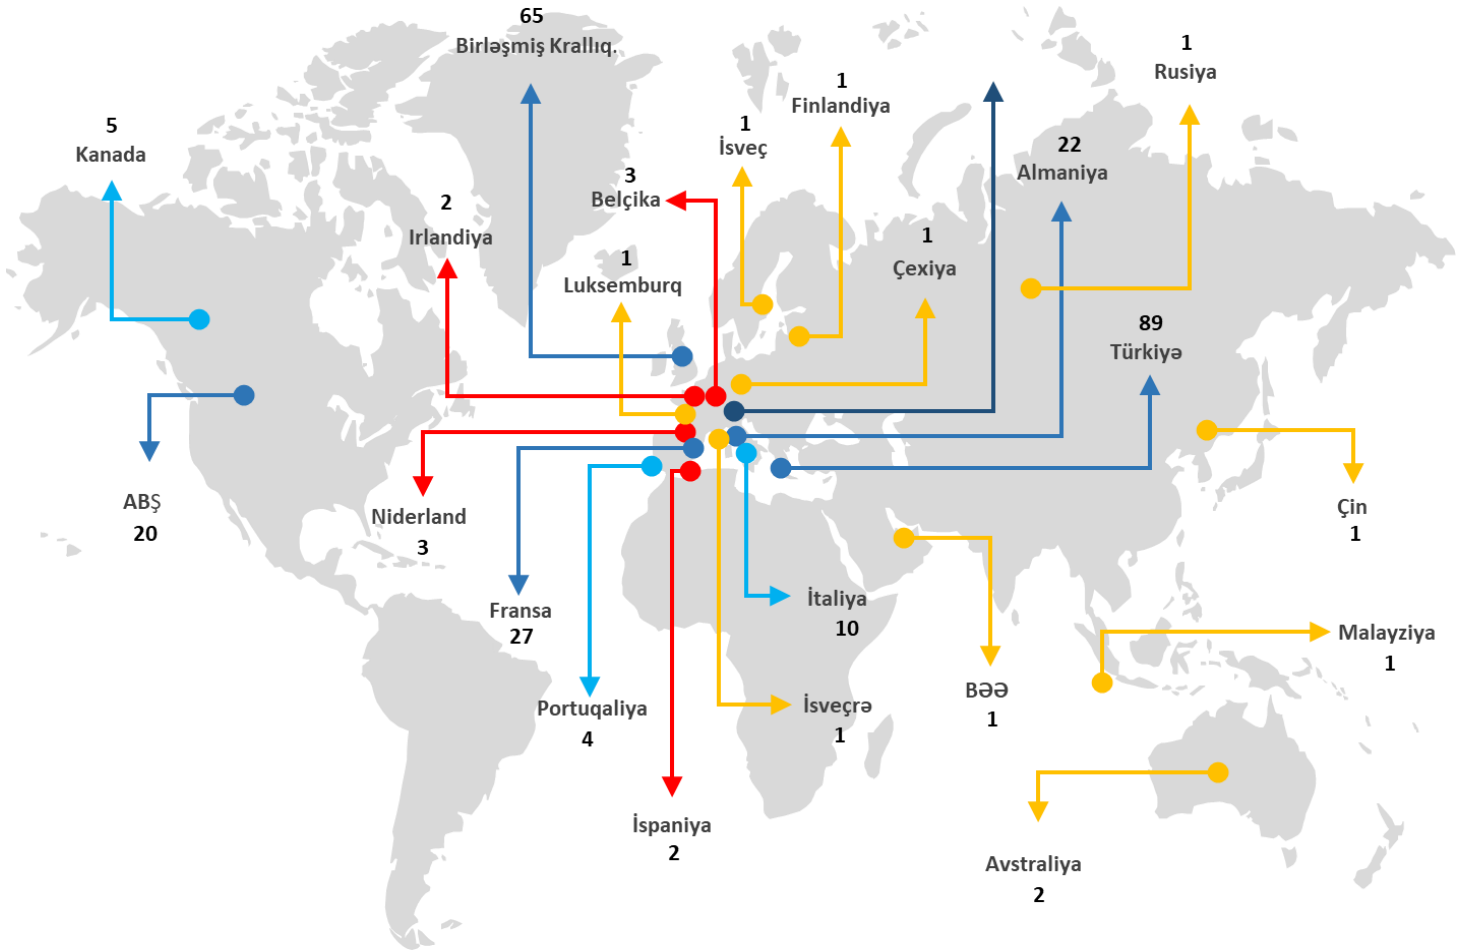 65
Birləşmiş Krallıq.
1
Rusiya
1
Finlandiya
5
Kanada
1
İsveç
22
Almaniya
3
Belçika
2
Irlandiya
1
Çexiya
1
Luksemburq
89
Türkiyə
ABŞ
20
Niderland
3
Çin
1
Fransa
27
İtaliya
10
Malayziya
1
Portuqaliya
4
İsveçrə
1
BƏƏ
1
İspaniya
2
Avstraliya
2